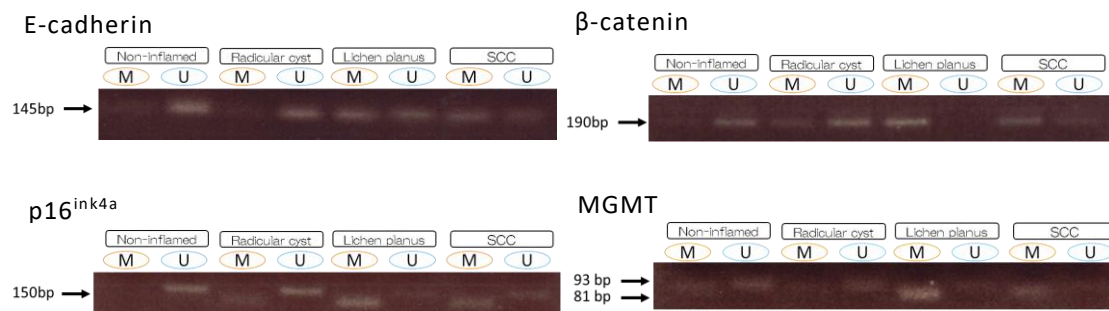 E-cadherin
Non-inflamed Radicular cyst Lichen planus SCC
M U M U M U M U
145bp
β-catenin
Non-inflamed Radicular cyst Lichen planus SCC
M U M U M U M U
190bp
p16ink4a
Non-inflamed Radicular cyst Lichen planus SCC
M U M U M U M U
150bp
MGMT
Non-inflamed Radicular cyst Lichen planus SCC
M U M U M U M U
93 bp
81 bp